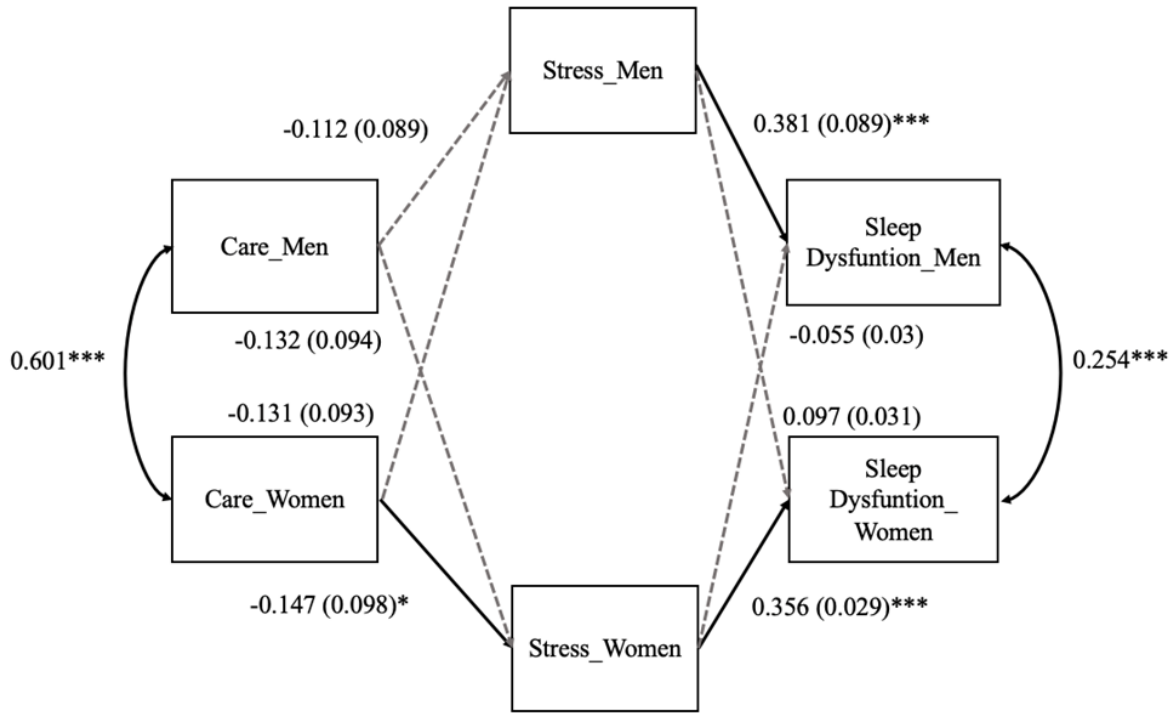 Stress_Men
-0.112 (0.089)
0.381 (0.089)***
Care_Men
Sleep
Dysfuntion_Men
-0.132 (0.094)
-0.055 (0.03)
0.601***
0.254***
-0.131 (0.093)
0.097 (0.031)
Care_Women
Sleep
Dysfuntion_
Women
-0.147 (0.098)*
0.356 (0.029)***
Stress_Women